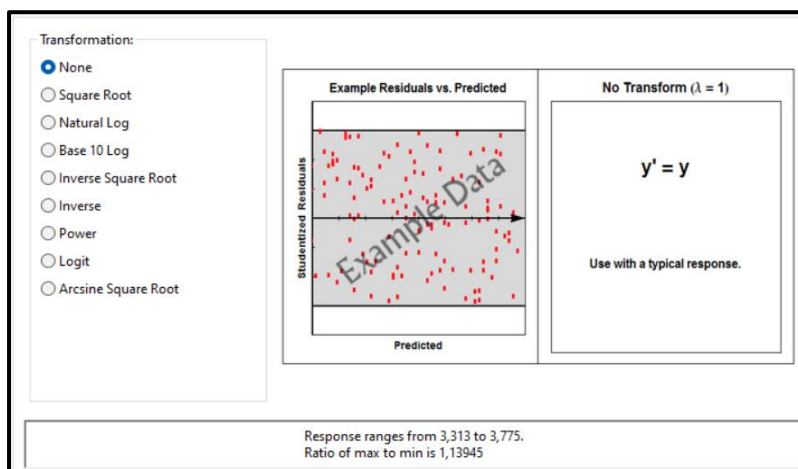 Transformation:
None
Square Root
Natural Log
Base 10 Log
Inverse Square Root
Inverse
Power
Logit
Arcsine Square Root
Example Residuals vs. Predicted
Studentized Residuals
Example Data
Predicted
No Transform (λ = 1)
y' = y
Use with a typical response.
Response ranges from 3,313 to 3,775.
Ratio of max to min is 1,13945